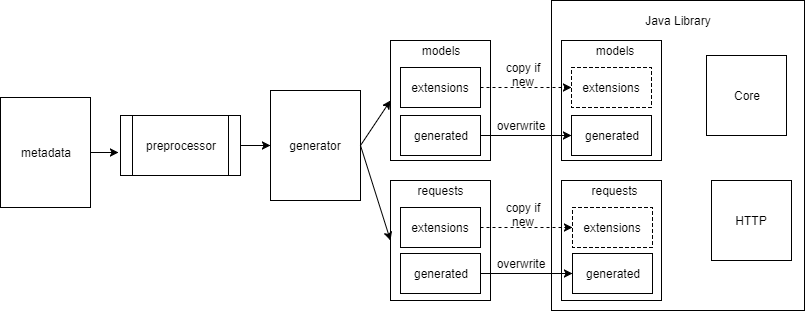 Java Library
models
extensions
generated
copy if
new
overwrite
models
extensions
generated
Core
metadata
preprocessor
generator
requests
extensions
generated
copy if
new
overwrite
requests
extensions
generated
HTTP